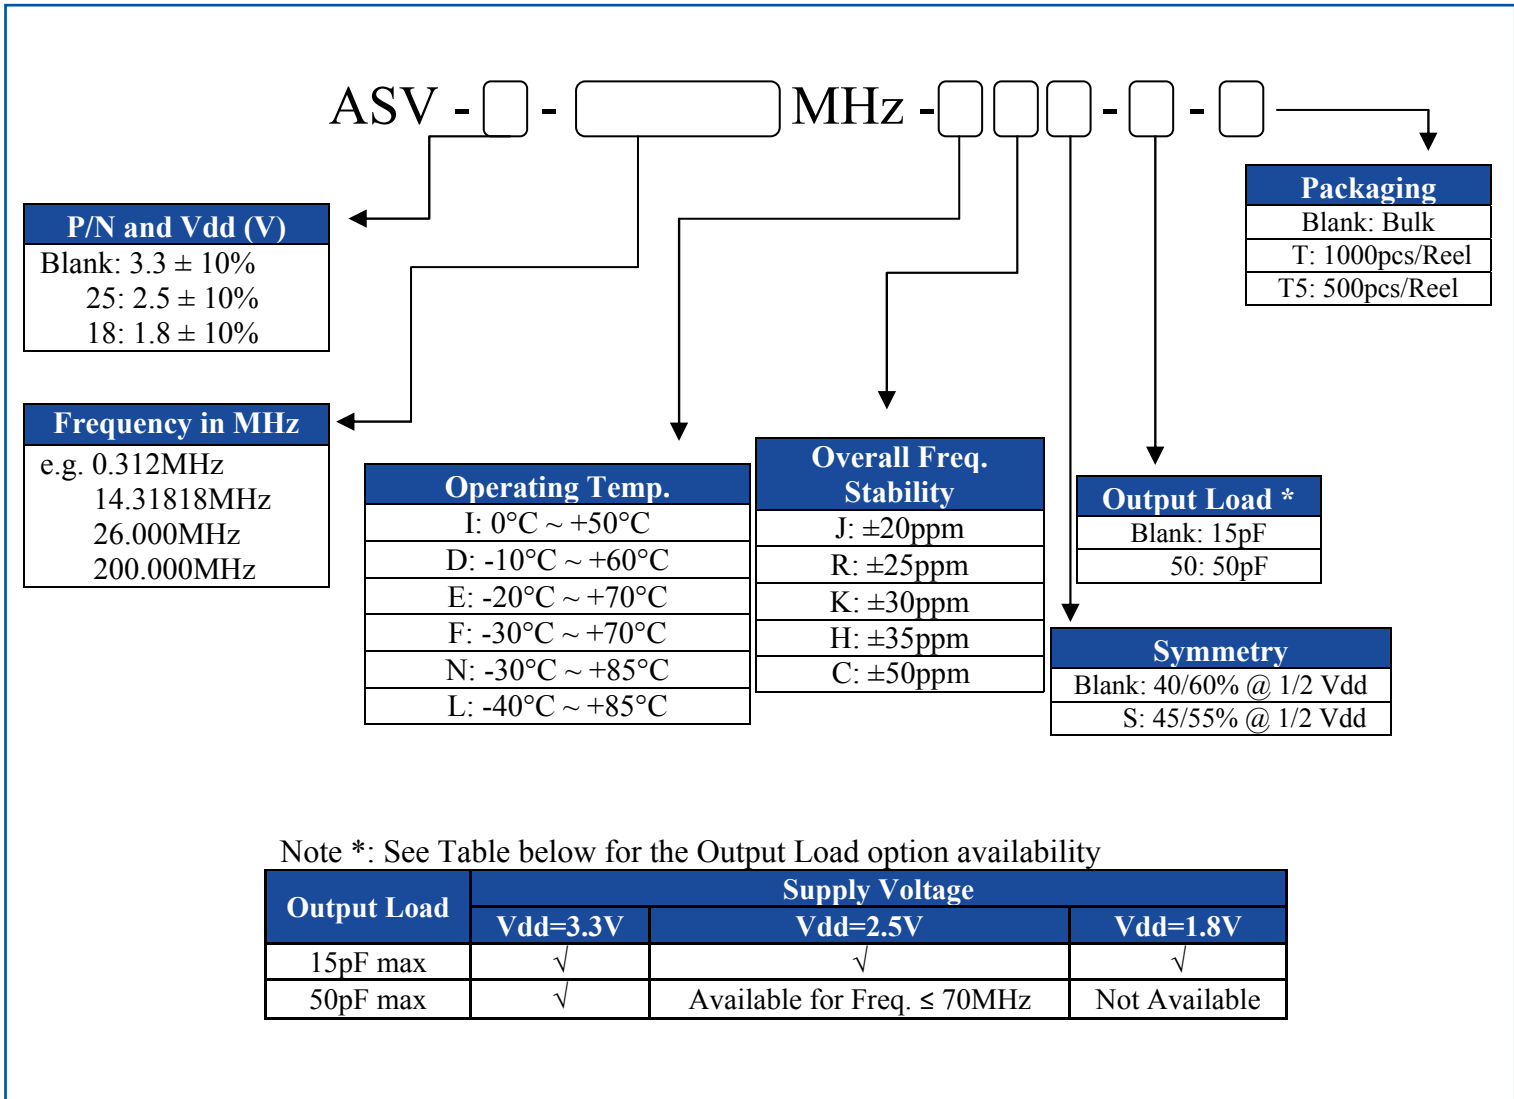 ASV - - MHz - - -
P/N and Vdd (V)
Blank: 3.3 ± 10%
25: 2.5 ± 10%
18: 1.8 ± 10%
Frequency in MHz
e.g. 0.312MHz
14.31818MHz
26.000MHz
200.000MHz
Operating Temp.
I: 0°C ~ +50°C
D: -10°C ~ +60°C
E: -20°C ~ +70°C
F: -30°C ~ +70°C
N: -30°C ~ +85°C
L: -40°C ~ +85°C
Overall Freq.
Stability
J: ±20ppm
R: ±25ppm
K: ±30ppm
H: ±35ppm
C: ±50ppm
Symmetry
Blank: 40/60% @ 1/2 Vdd
S: 45/55% @ 1/2 Vdd
Output Load *
Blank: 15pF
50: 50pF
Packaging
Blank: Bulk
T: 1000pcs/Reel
T5: 500pcs/Reel
Note *: See Table below for the Output Load option availability
Output Load Supply Voltage
Vdd=3.3V Vdd=2.5V Vdd=1.8V
15pF max √ √ √
50pF max √ Available for Freq. ≤ 70MHz Not Available